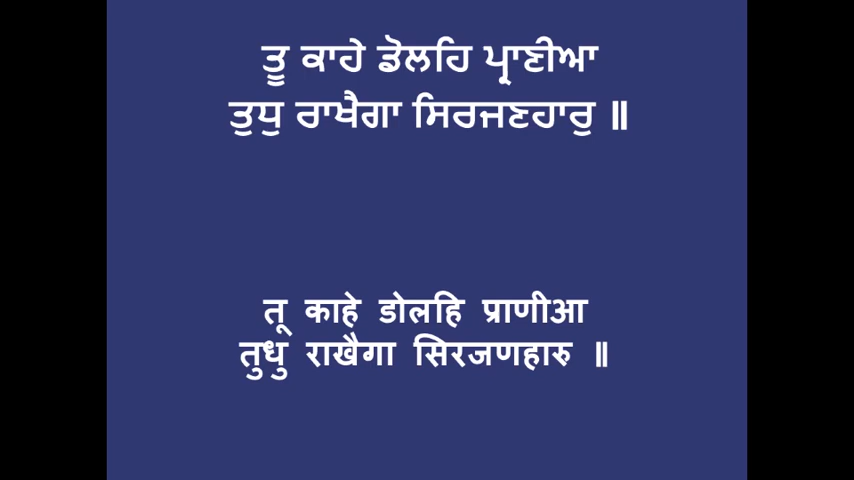 ਤੂ ਕਾਹੇ ਡੋਲਹਿ ਪ੍ਰਾਣੀਆ
ਤੁਧੁ ਰਾਖੈਗਾ ਸਿਰਜਣਹਾਰੁ ॥
तू काहे डोलहि प्राणीआ
तुधु राखैगा सिरजणहारु ॥